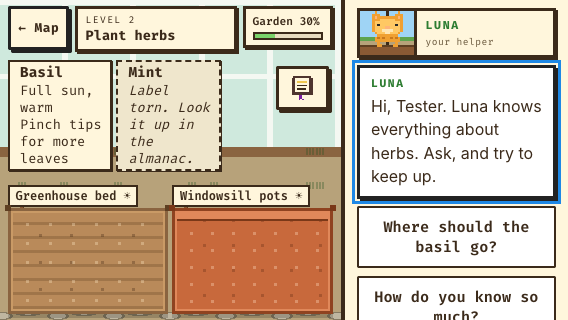 ← Map
LEVEL 2
Plant herbs
Garden 30%
Basil
Full sun,
warm
Pinch tips
for more
leaves
Mint
Label
torn. Look
it up in
the
almanac.
Greenhouse bed ☀
Windowsill pots ☀
LUNA
your helper
LUNA
Hi, Tester. Luna knows
everything about
herbs. Ask, and try to
keep up.
Where should the
basil go?
How do you know so
much?